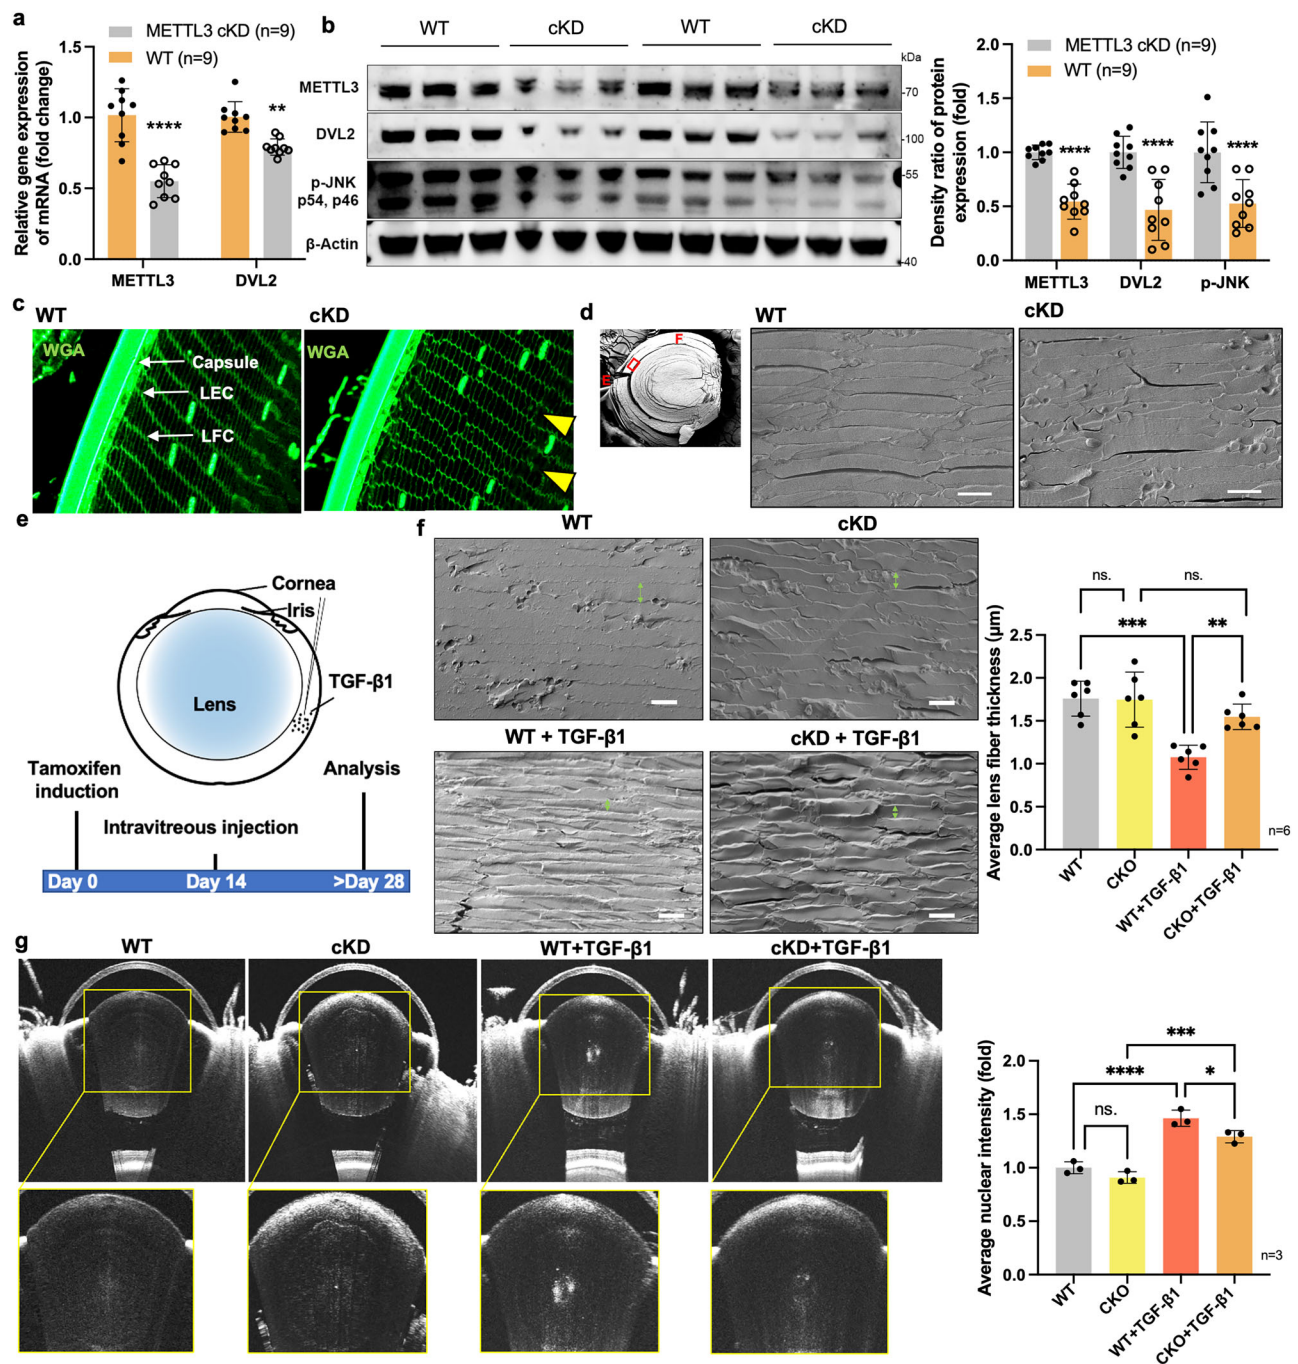 a
METTL3 cKD (n=9)
WT (n=9)
Relative gene expression
of mRNA (fold change)
1.5
1.0
0.5
0.0
****
**
METTL3
DVL2
b
WT
cKD
WT
cKD
kDa
METTL3
-70
DVL2
-100
p-JNK
p54, p46
-55
β-Actin
-40
METTL3 cKD (n=9)
WT (n=9)
Density ratio of protein
expression (fold)
2.0
1.5
1.0
0.5
0.0
****
****
****
METTL3
DVL2
p-JNK
c
WT
cKD
WGA
WGA
Capsule
LEC
LFC
d
F
E
WT
cKD
e
Cornea
Iris
TGF-β1
Lens
Tamoxifen
induction
Analysis
Intravitreous injection
Day 0
Day 14
>Day 28
f
WT
cKD
WT + TGF-β1
cKD + TGF-β1
Average lens fiber thickness (μm)
2.5
2.0
1.5
1.0
0.5
0.0
ns.
ns.
***
**
n=6
WT
CKO
WT+TGF-β1
CKO+TGF-β1
g
WT
cKD
WT+TGF-β1
cKD+TGF-β1
Average nuclear intensity (fold)
2.0
1.5
1.0
0.5
0.0
***
****
*
ns.
n=3
WT
CKO
WT+TGF-β1
CKO+TGF-β1